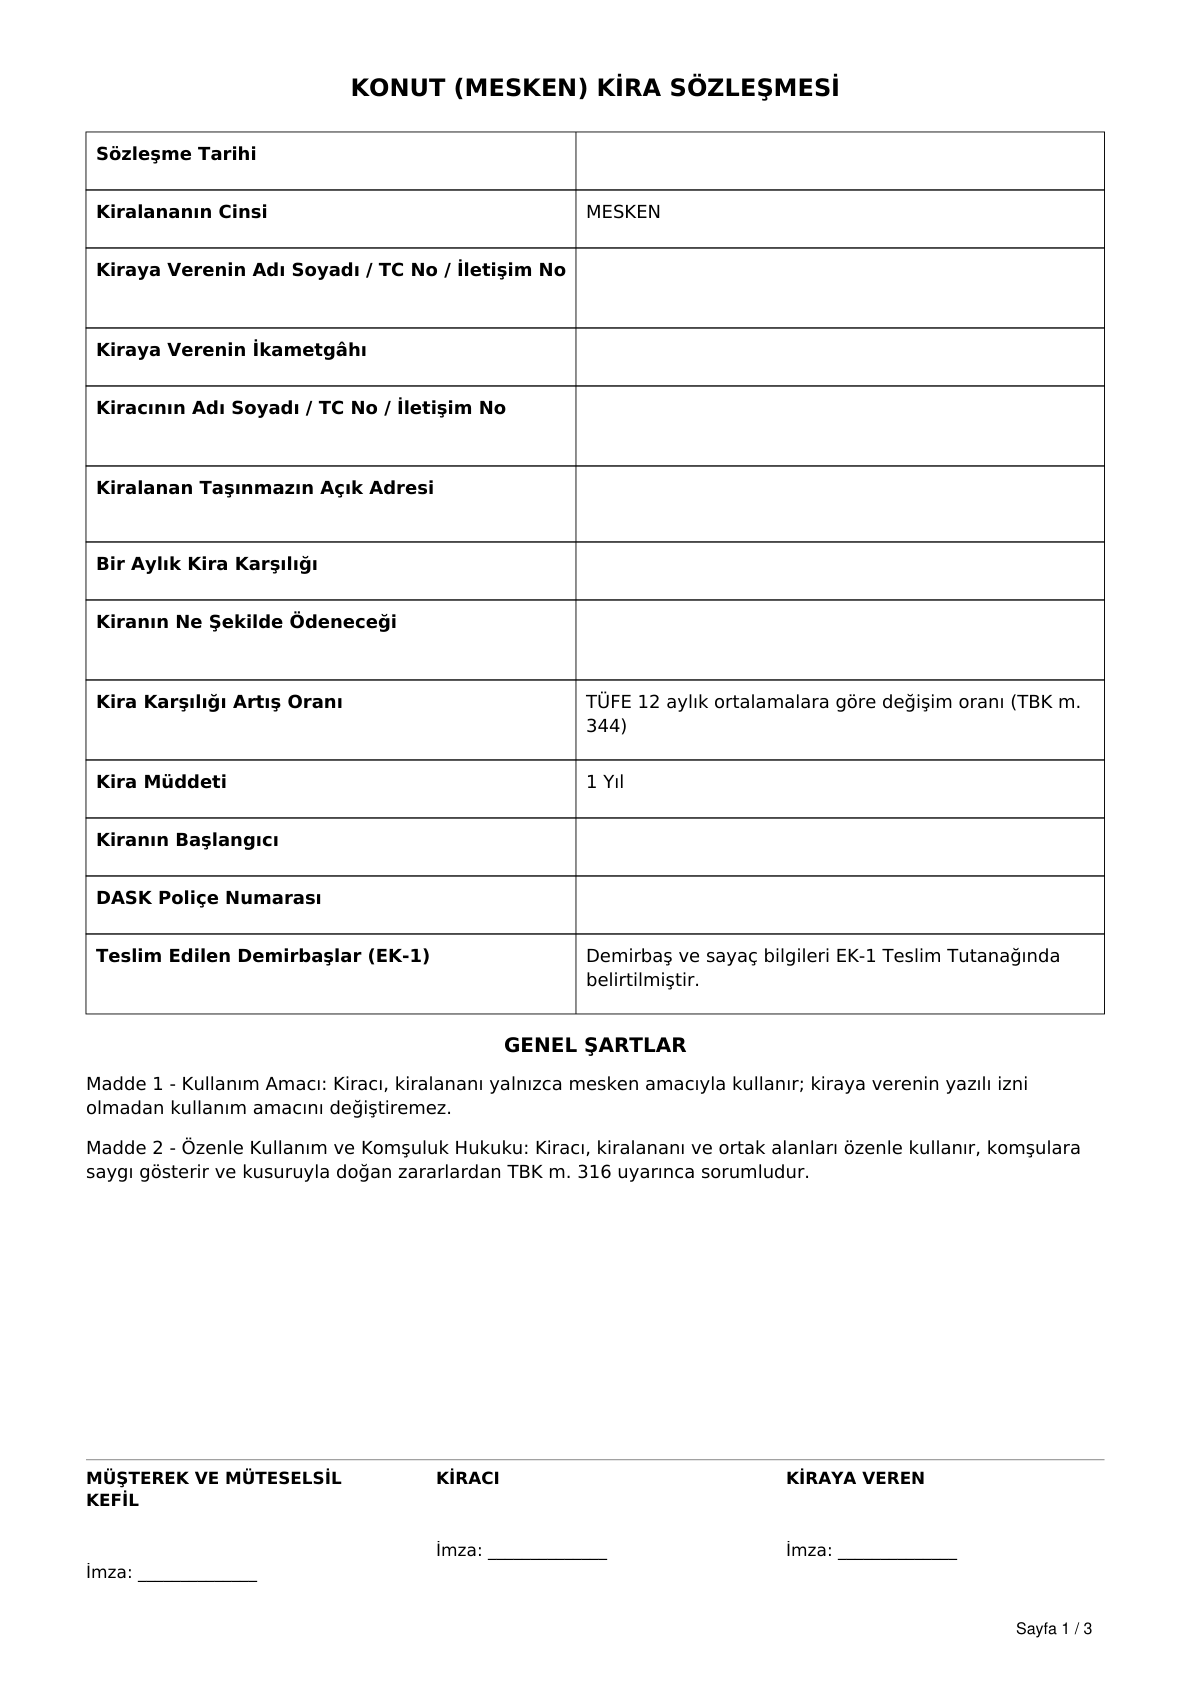 KONUT (MESKEN) KİRA SÖZLEŞMESİ
Sözleşme Tarihi
Kiralananın Cinsi
MESKEN
Kiraya Verenin Adı Soyadı / TC No / İletişim No
Kiraya Verenin İkametgâhı
Kiracının Adı Soyadı / TC No / İletişim No
Kiralanan Taşınmazın Açık Adresi
Bir Aylık Kira Karşılığı
Kiranın Ne Şekilde Ödeneceği
Kira Karşılığı Artış Oranı
TÜFE 12 aylık ortalamalara göre değişim oranı (TBK m.
344)
Kira Müddeti
1 Yıl
Kiranın Başlangıcı
DASK Poliçe Numarası
Teslim Edilen Demirbaşlar (EK-1)
Demirbaş ve sayaç bilgileri EK-1 Teslim Tutanağında
belirtilmiştir.
GENEL ŞARTLAR
Madde 1 - Kullanım Amacı: Kiracı, kiralananı yalnızca mesken amacıyla kullanır; kiraya verenin yazılı izni
olmadan kullanım amacını değiştiremez.
Madde 2 - Özenle Kullanım ve Komşuluk Hukuku: Kiracı, kiralananı ve ortak alanları özenle kullanır, komşulara
saygı gösterir ve kusuruyla doğan zararlardan TBK m. 316 uyarınca sorumludur.
MÜŞTEREK VE MÜTESELSİL
KEFİL
İmza: ______________
KİRACI
İmza: ______________
KİRAYA VEREN
İmza: ______________
Sayfa 1 / 3